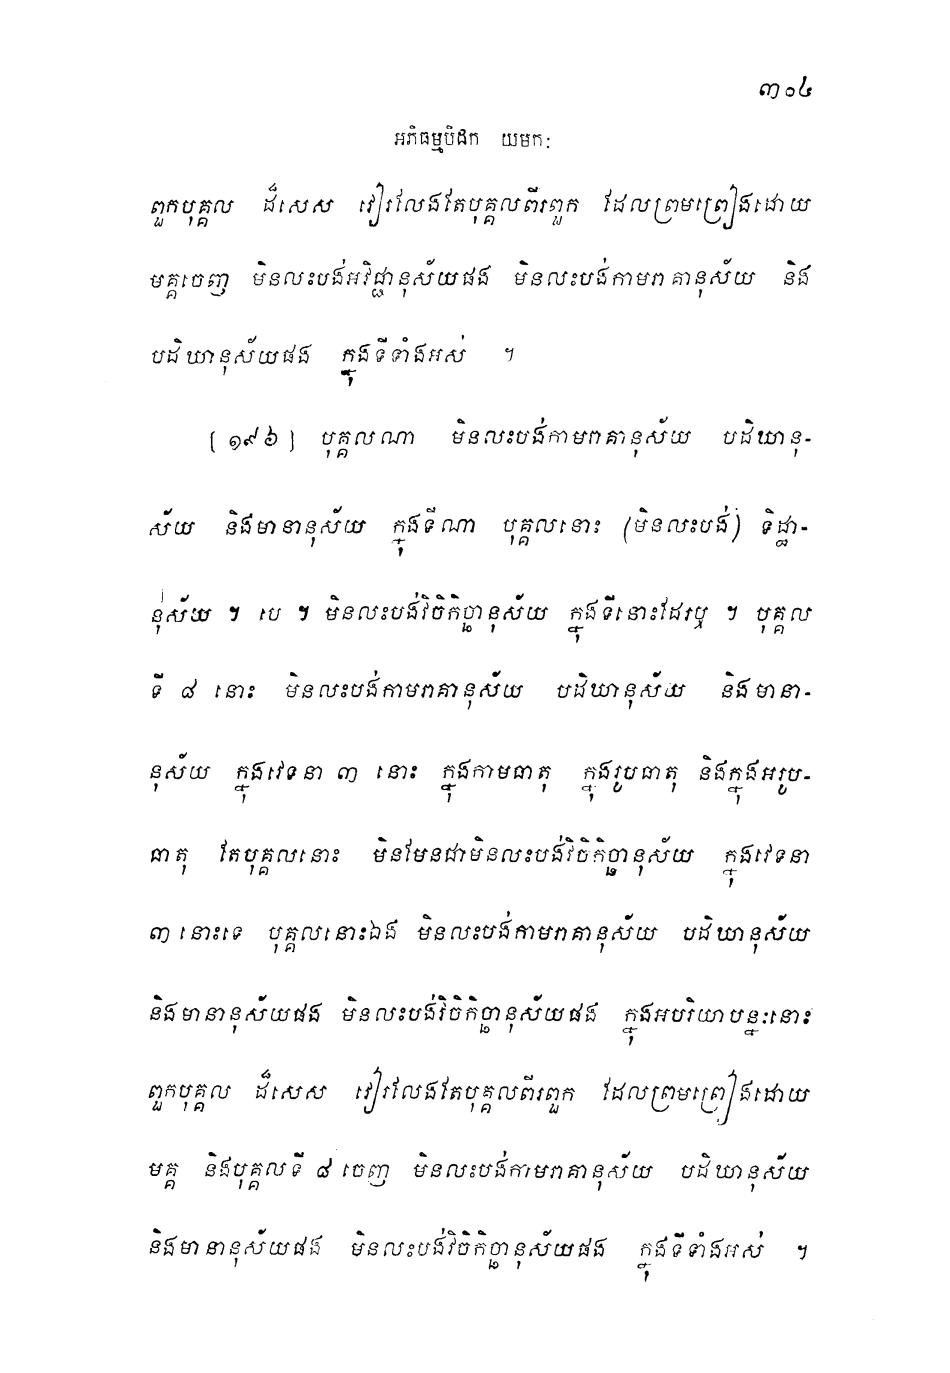 ៣០៤
អភិធម្មបិដក យមកៈ
ពួកបុគ្គល ដ៏សេស វៀរលែងតែបុគ្គលពីរពួក ដែលព្រមព្រៀងដោយ
មគ្គចេញ មិនលះបង់អវិជ្ជានុស័យផង មិនលះបង់កាមរាគានុស័យ និង
បដិឃានុស័យផង ក្នុងទីទាំងអស់ ។
[១៩៦] បុគ្គលណា មិនលះបង់កាមរាគានុស័យ បដិឃានុ-
ស័យ និងមានានុស័យ ក្នុងទីណា បុគ្គលនោះ (មិនលះបង់) ទិដ្ឋា-
នុស័យ ។ បេ ។ មិនលះបង់វិចិកិច្ឆានុស័យ ក្នុងទីនោះដែរឬ ។ បុគ្គល
ទី ៨ នោះ មិនលះបង់កាមរាគានុស័យ បដិឃានុស័យ និងមានា-
នុស័យ ក្នុងវេទនា ៣ នោះ ក្នុងកាមធាតុ ក្នុងរូបធាតុ និងក្នុងអរូប-
ធាតុ តែបុគ្គលនោះ មិនមែនជាមិនលះបង់វិចិកិច្ឆានុស័យ ក្នុងវេទនា
៣ នោះទេ បុគ្គលនោះឯង មិនលះបង់កាមរាគានុស័យ បដិឃានុស័យ
និងមានានុស័យផង មិនលះបង់វិចិកិច្ឆានុស័យផង ក្នុងអបរិយាបន្នៈនោះ
ពួកបុគ្គល ដ៏សេស វៀរលែងតែបុគ្គលពីរពួក ដែលព្រមព្រៀងដោយ
មគ្គ និងបុគ្គលទី ៨ ចេញ មិនលះបង់កាមរាគានុស័យ បដិឃានុស័យ
និងមានានុស័យផង មិនលះបង់វិចិកិច្ឆានុស័យផង ក្នុងទីទាំងអស់ ។